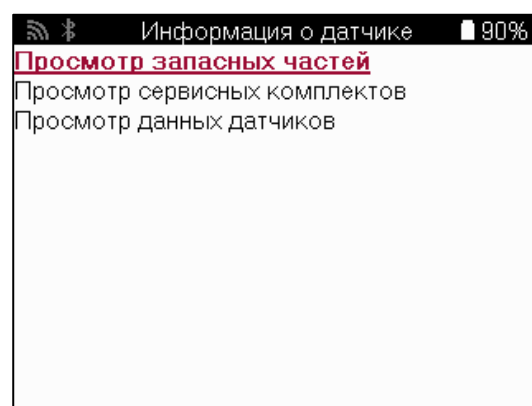 Информация о датчике 90%
Просмотр запасных частей
Просмотр сервисных комплектов
Просмотр данных датчиков